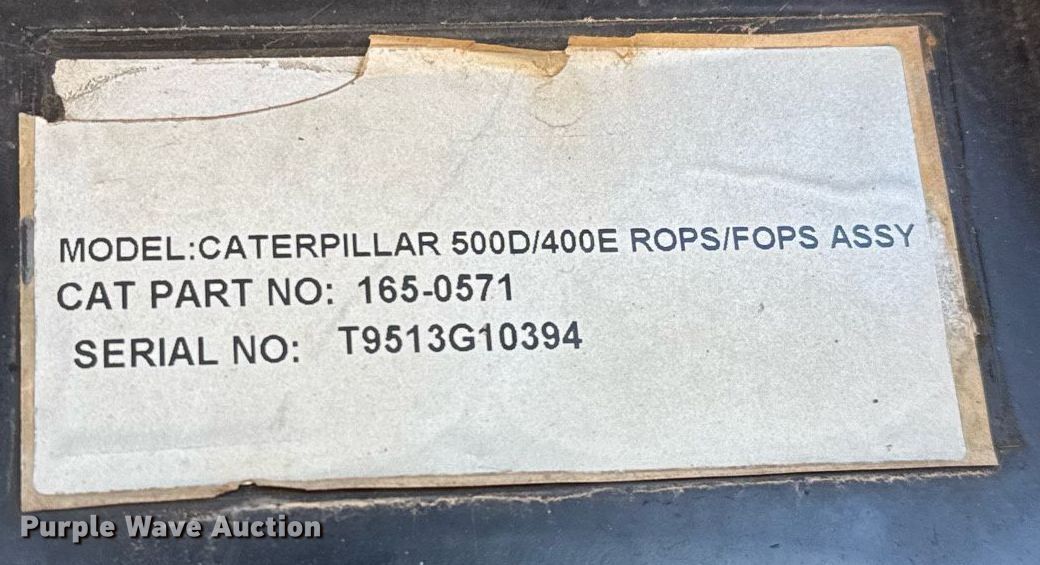 MODEL:CATERPILLAR 500D/400E ROPS/FOPS ASSY
CAT PART NO: 165-0571
SERIAL NO: T9513G10394
Purple Wave Auction